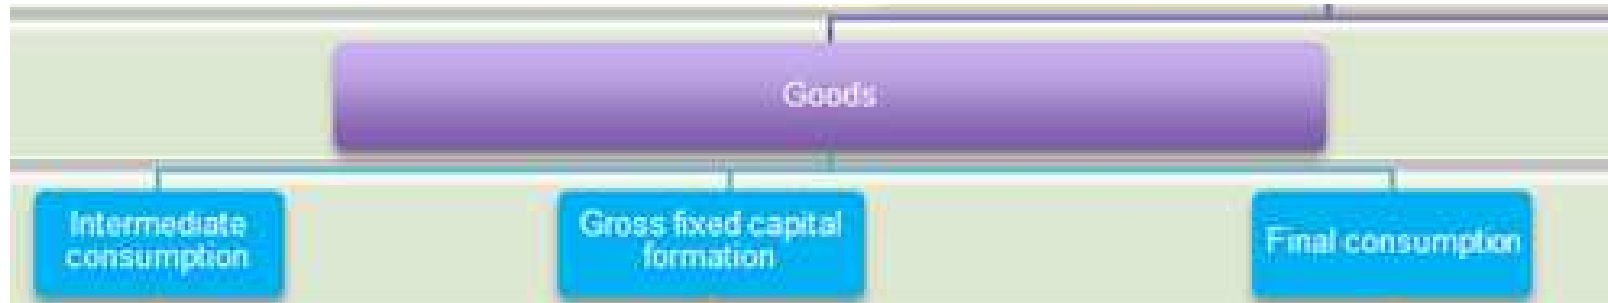 Goods
Intermediate
consumption
Gross fixed capital
formation
Final consumption